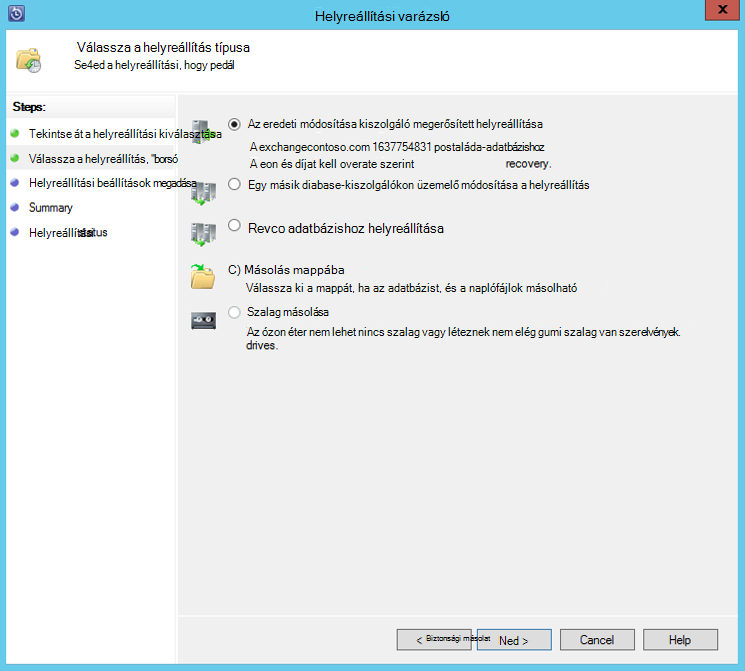 Helyreállítási varázsló
x
Válassza a helyreállítás típusa
Se4ed a helyreállítási, hogy pedál
Steps:
Tekintse át a helyreállítási kiválasztása
Válassza a helyreállítás, "borsó
Helyreállítási beállítások megadása
Summary
Helyreállítási status
Az eredeti módosítása kiszolgáló megerősített helyreállítása
A exchangecontoso.com 1637754831 postaláda-adatbázishoz
A eon és díjat kell overate szerint recovery.
Egy másik diabase-kiszolgálókon üzemelő módosítása a helyreállítás
Revco adatbázishoz helyreállítása
C) Másolás mappába
Válassza ki a mappát, ha az adatbázist, és a naplófájlok másolható
Szalag másolása
Az ózon éter nem lehet nincs szalag vagy léteznek nem elég gumi szalag van szerelvények.
drives.
< Biztonsági másolat
Ned >
Cancel
Help